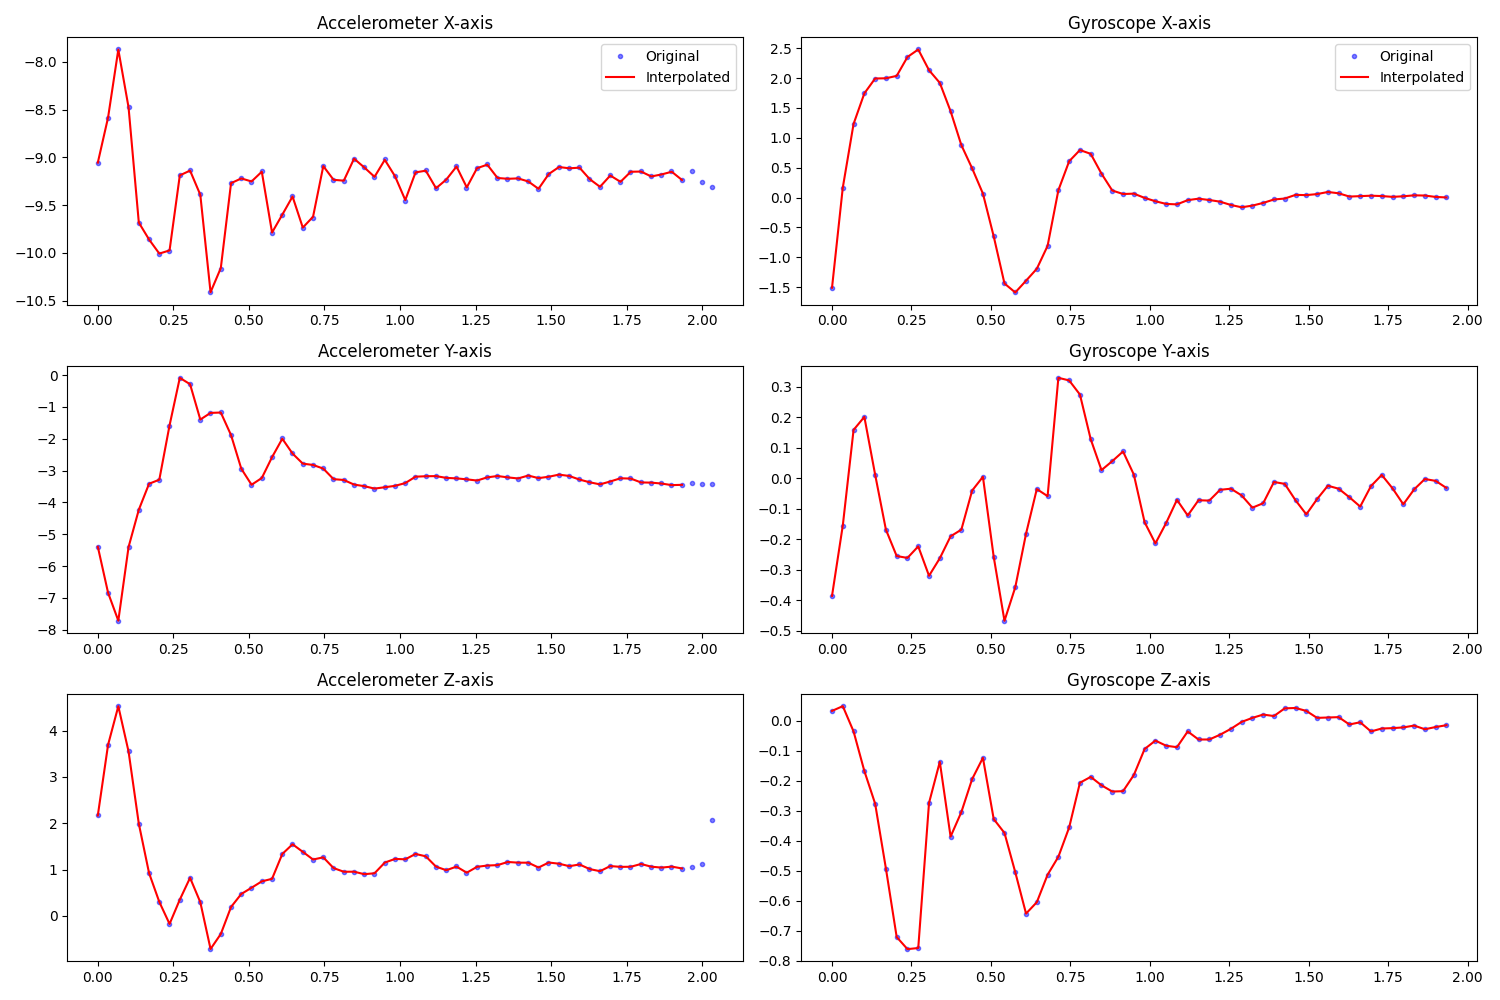 Accelerometer X-axis
Original
Interpolated
−8.0
−8.5
−9.0
−9.5
−10.0
−10.5
0.00 0.25 0.50 0.75 1.00 1.25 1.50 1.75 2.00
Gyroscope X-axis
Original
Interpolated
2.5
2.0
1.5
1.0
0.5
0.0
−0.5
−1.0
−1.5
0.00 0.25 0.50 0.75 1.00 1.25 1.50 1.75 2.00
Accelerometer Y-axis
0
−1
−2
−3
−4
−5
−6
−7
−8
0.00 0.25 0.50 0.75 1.00 1.25 1.50 1.75 2.00
Gyroscope Y-axis
0.3
0.2
0.1
0.0
−0.1
−0.2
−0.3
−0.4
−0.5
0.00 0.25 0.50 0.75 1.00 1.25 1.50 1.75 2.00
Accelerometer Z-axis
4
3
2
1
0
0.00 0.25 0.50 0.75 1.00 1.25 1.50 1.75 2.00
Gyroscope Z-axis
0.0
−0.1
−0.2
−0.3
−0.4
−0.5
−0.6
−0.7
−0.8
0.00 0.25 0.50 0.75 1.00 1.25 1.50 1.75 2.00